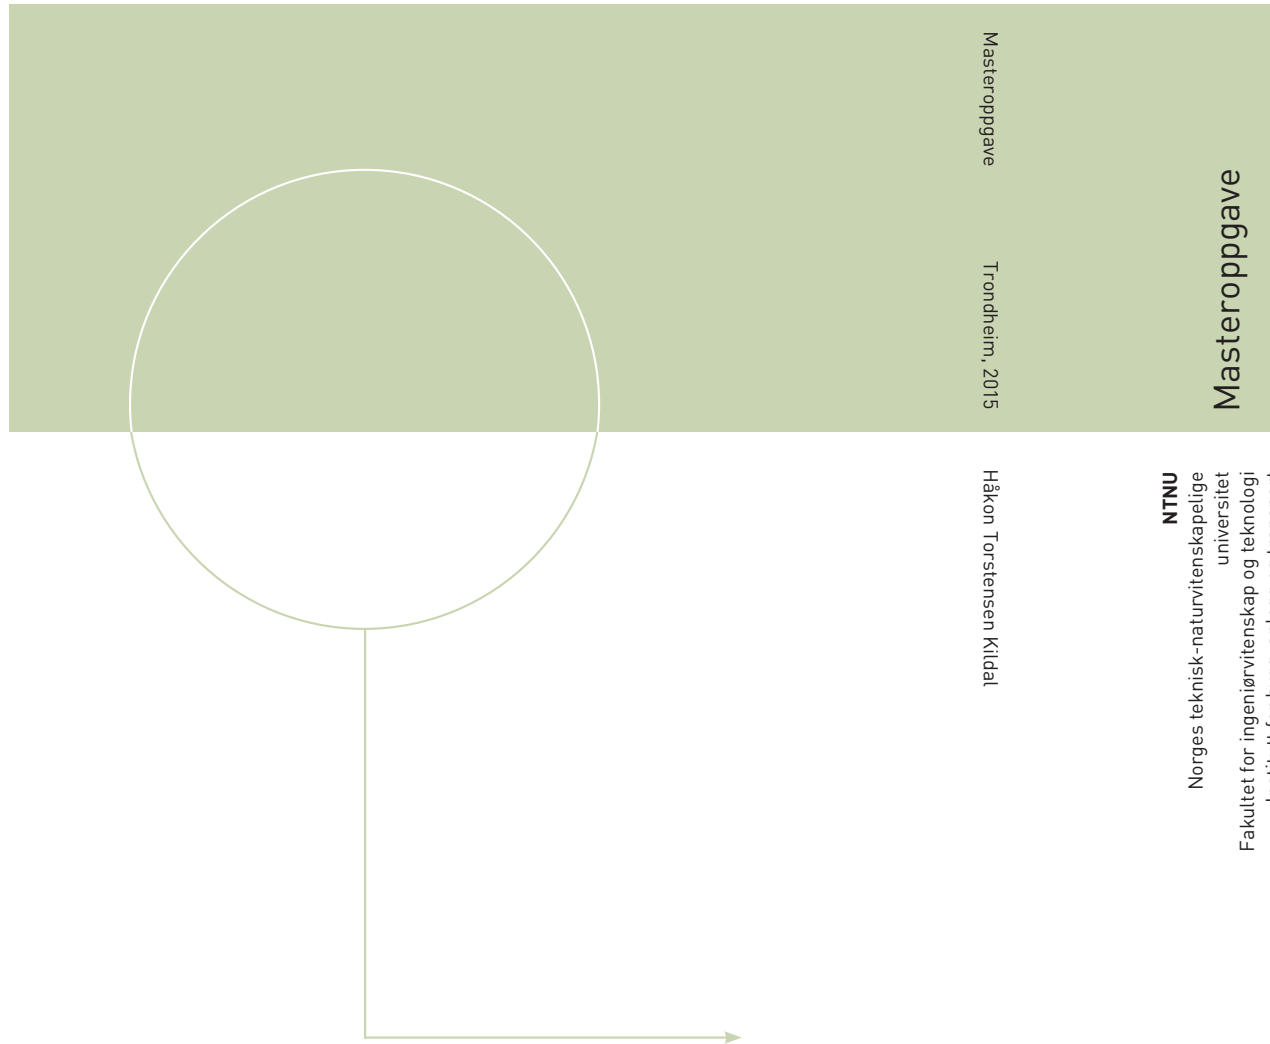 Masteroppgave
Trondheim, 2015
Håkon Torstensen Kildal
Masteroppgave
NTNU
Norges teknisk-naturvitenskapelige
universitet
Fakultet for ingeniørvitenskap og teknologi